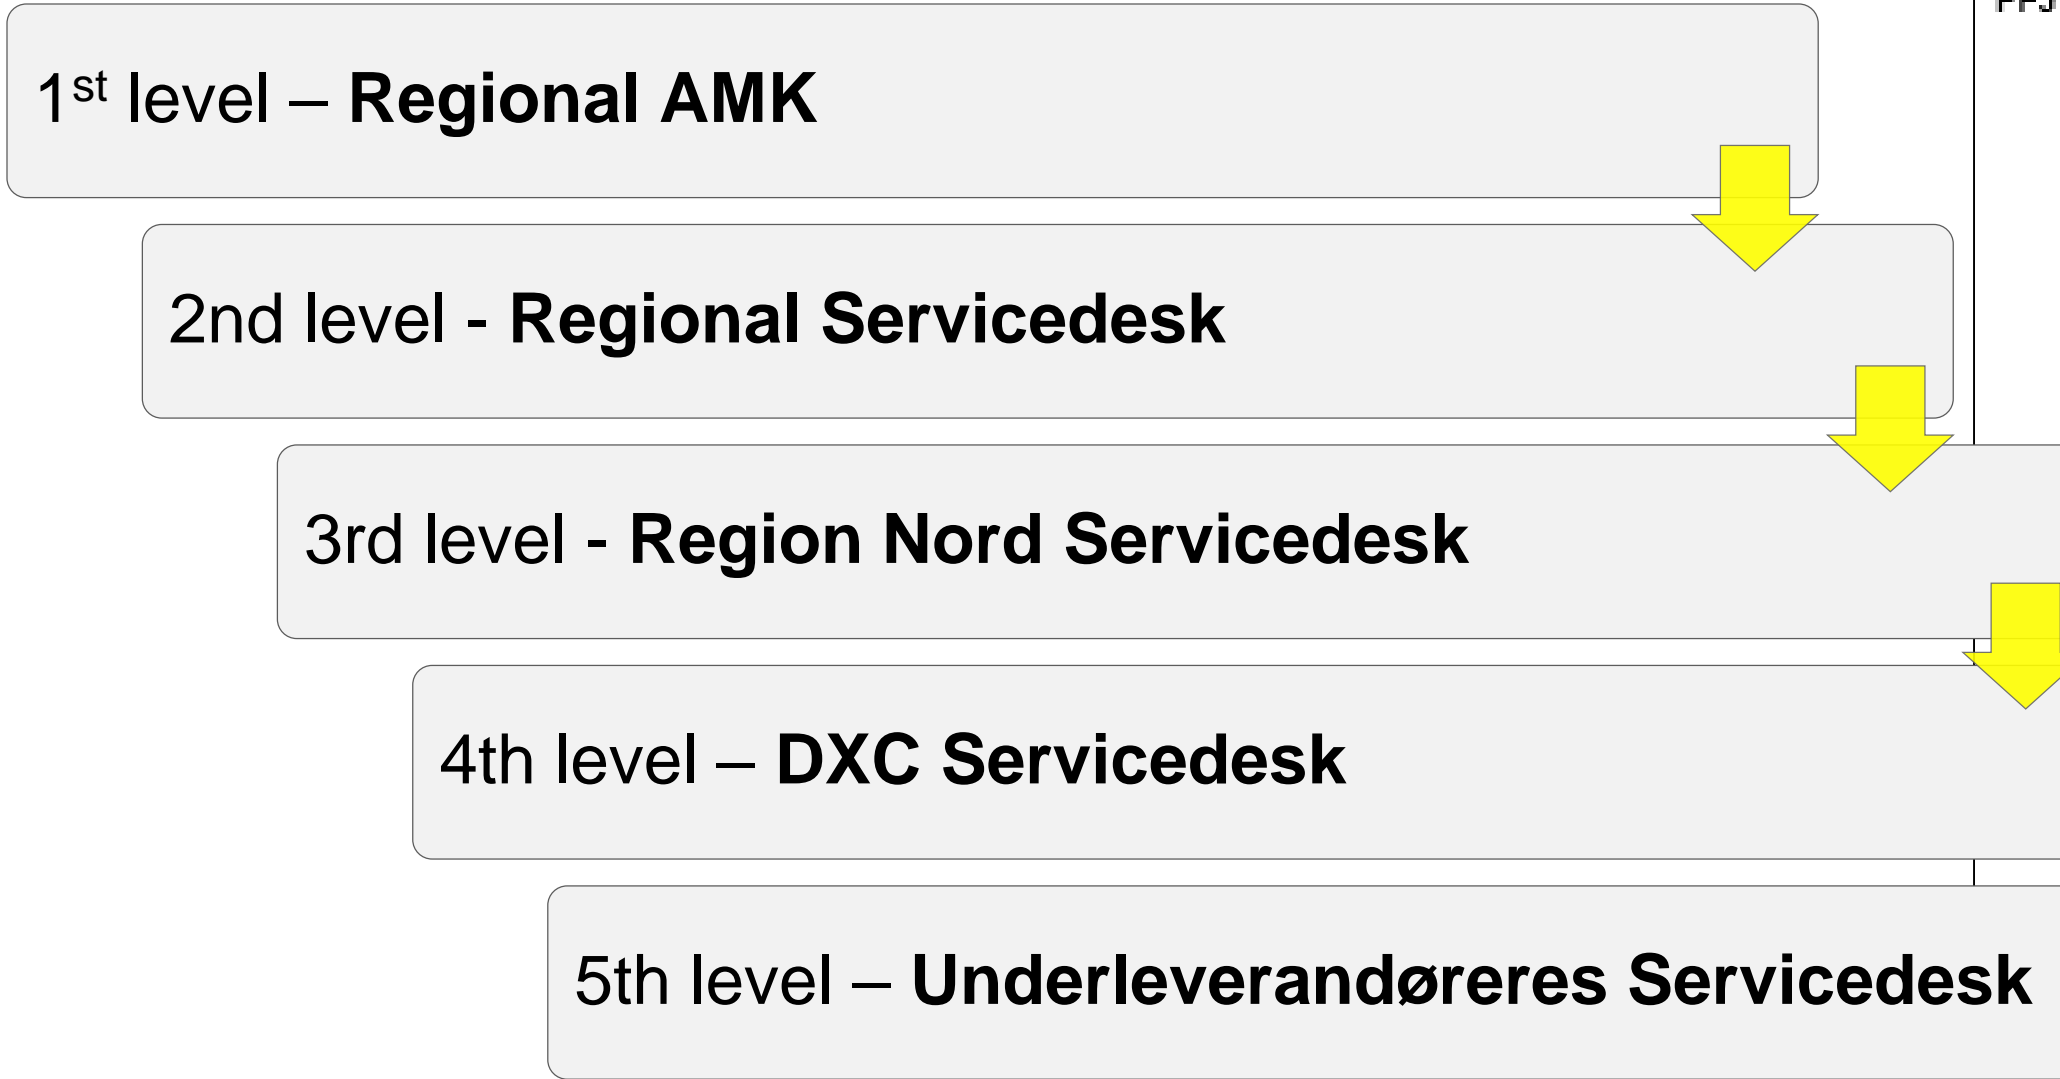 1st level – Regional AMK
2nd level - Regional Servicedesk
3rd level - Region Nord Servicedesk
4th level – DXC Servicedesk
5th level – Underleverandøreres Servicedesk